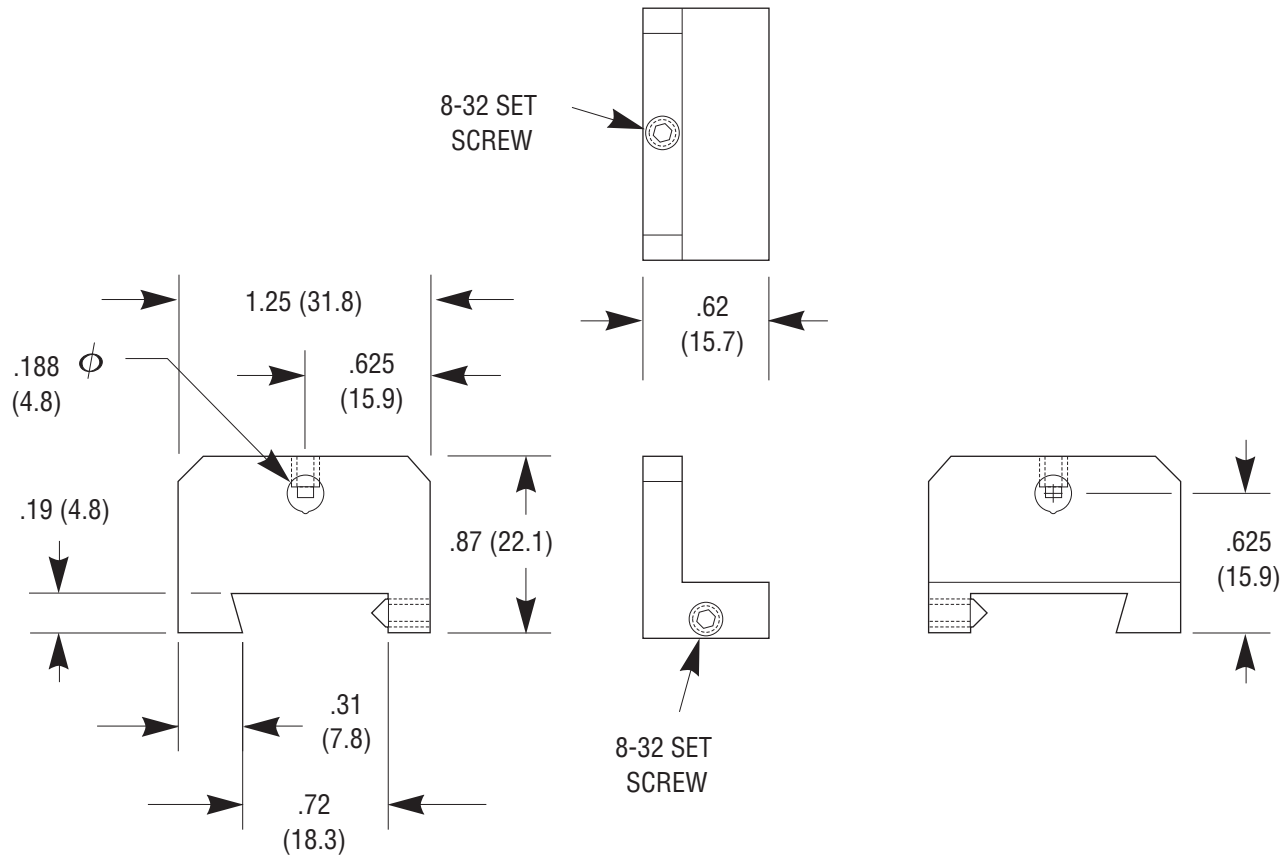 8-32 SET
SCREW
1.25 (31.8)
.62
(15.7)
.188 ϕ
(4.8)
.625
(15.9)
.19 (4.8)
.87 (22.1)
.625
(15.9)
.31
(7.8)
8-32 SET
SCREW
.72
(18.3)